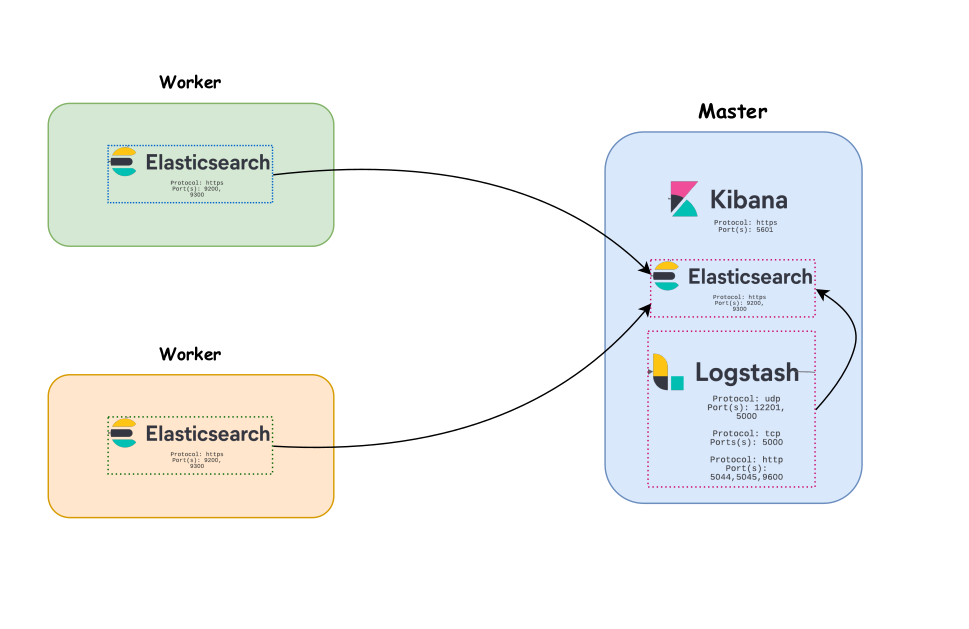 Worker
Elasticsearch
Protocol: https
Port(s): 9200,
9300
Worker
Elasticsearch
Protocol: https
Port(s): 9200,
9300
Master
Kibana
Protocol: https
Port(s): 5601
Elasticsearch
Protocol: https
Port(s): 9200,
9300
Logstash
Protocol: udp
Port(s): 12201,
5000
Protocol: tcp
Ports(s): 5000
Protocol: http
Port(s):
5044,5045,9600